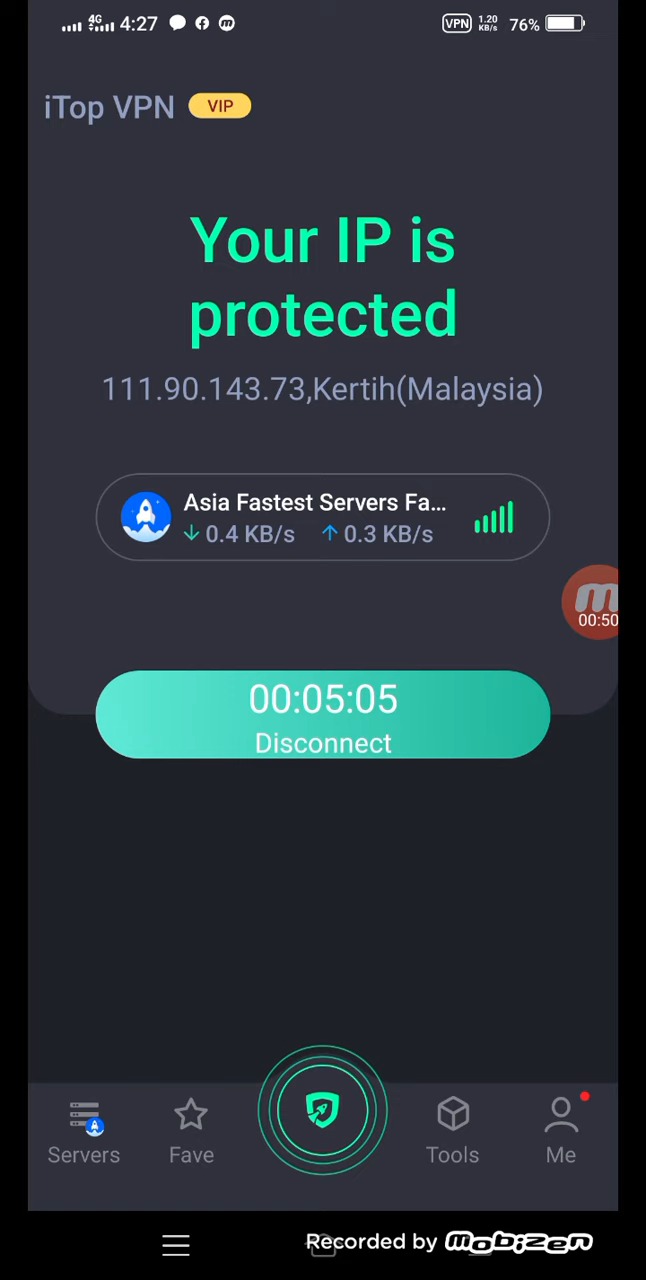 4G 4:27 VPN 1.20 KB/s 76%
iTop VPN VIP
Your IP is
protected
111.90.143.73,Kertih(Malaysia)
Asia Fastest Servers Fa...
↓ 0.4 KB/s ↑ 0.3 KB/s
00:50
00:05:05
Disconnect
Servers Fave Tools Me
Recorded by mobizen